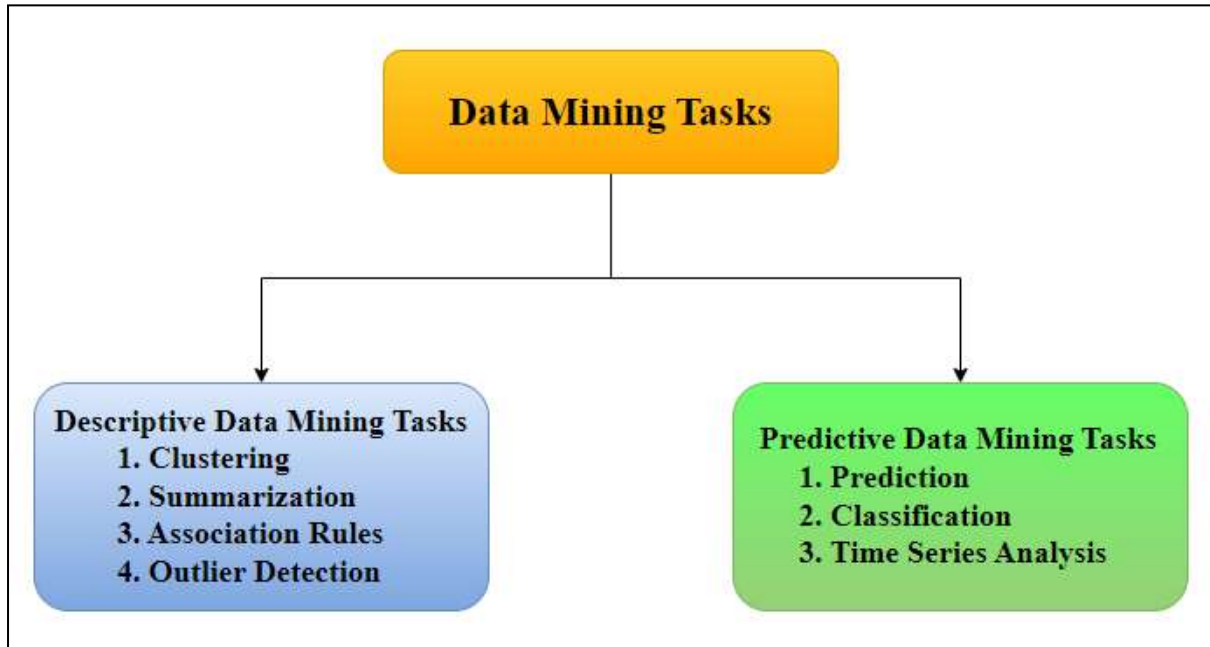 Data Mining Tasks
Descriptive Data Mining Tasks
1. Clustering
2. Summarization
3. Association Rules
4. Outlier Detection
Predictive Data Mining Tasks
1. Prediction
2. Classification
3. Time Series Analysis